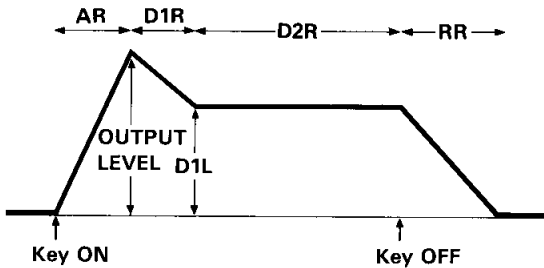 AR D1R D2R RR
OUTPUT
LEVEL D1L
Key ON Key OFF